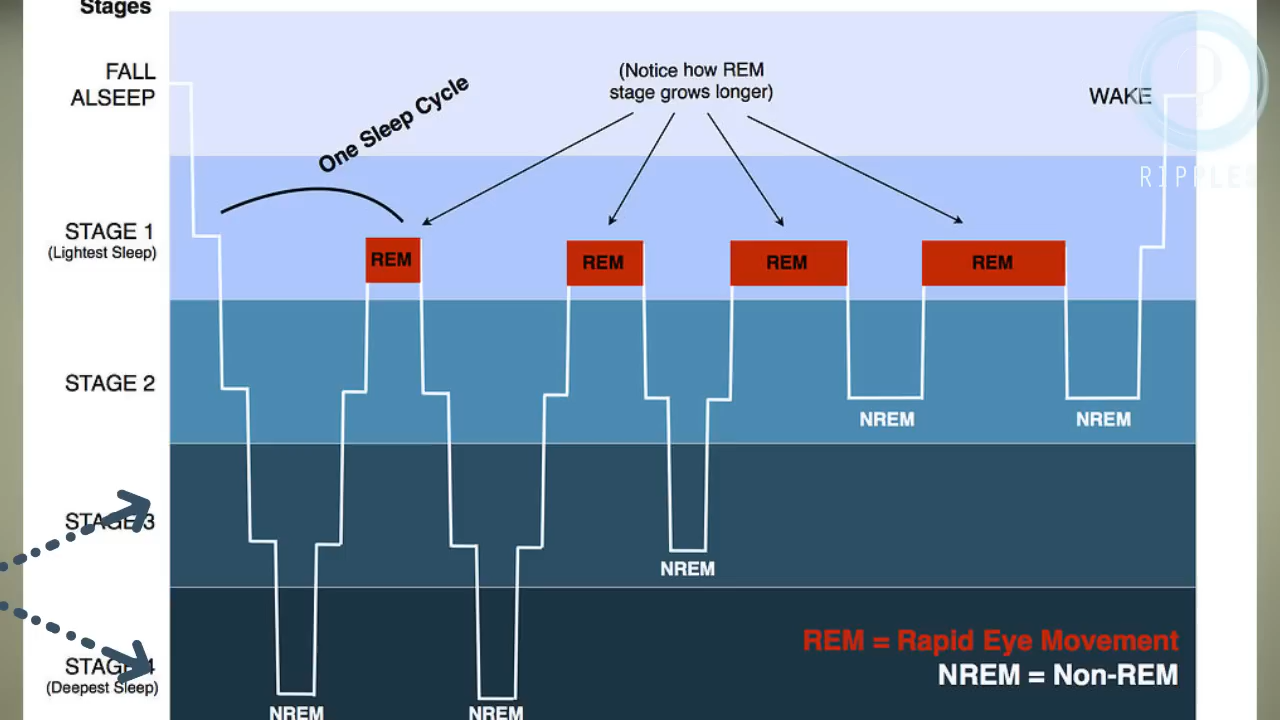 Stages
FALL
ALSEEP
(Notice how REM
stage grows longer)
One Sleep Cycle
WAKE
RIPPLES
STAGE 1
(Lightest Sleep)
REM
REM
REM
REM
STAGE 2
NREM
NREM
STAGE 3
NREM
REM = Rapid Eye Movement
NREM = Non-REM
STAGE 4
(Deepest Sleep)
NREM
NREM